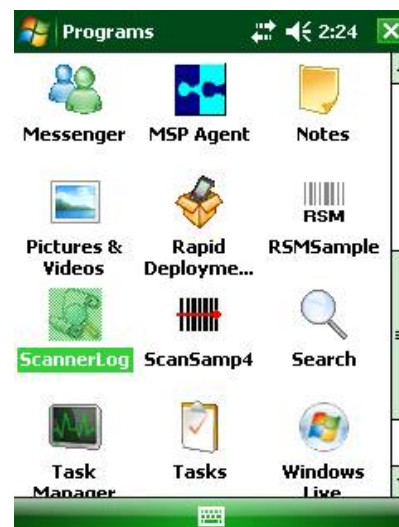 Programs 2:24
Messenger MSP Agent Notes
RSM
Pictures & Rapid RSMSample
Videos Deployme...
ScannerLog ScanSamp4 Search
Task Tasks Windows
Manager Live